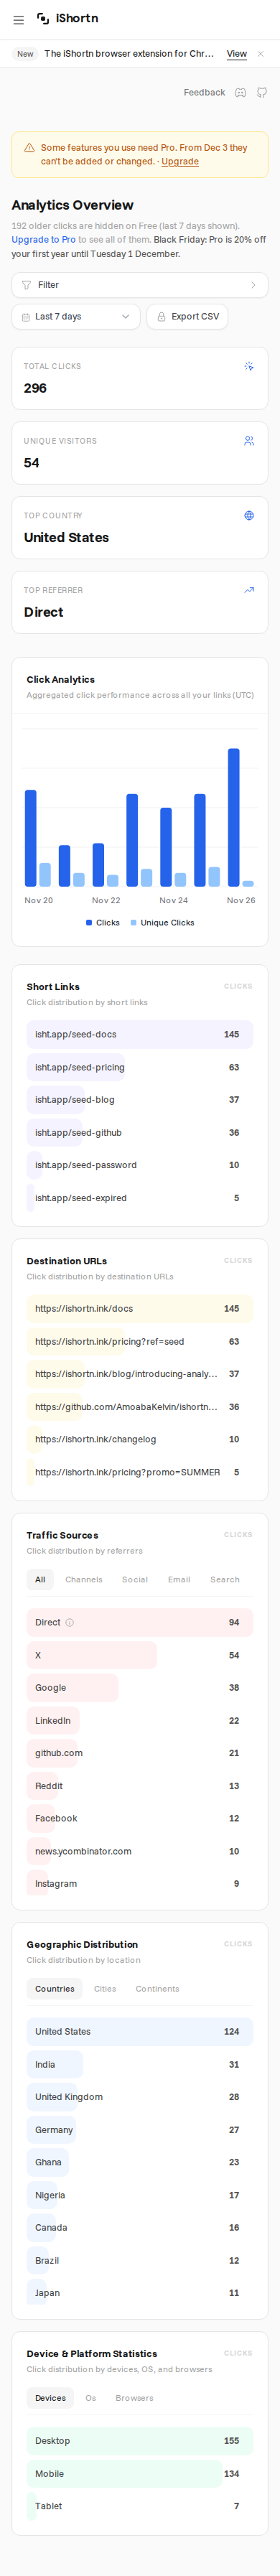 IShortn
New The iShortn browser extension for Chr... View
Feedback
Some features you use need Pro. From Dec 3 they
can't be added or changed. · Upgrade
Analytics Overview
192 older clicks are hidden on Free (last 7 days shown).
Upgrade to Pro to see all of them. Black Friday: Pro is 20% off
your first year until Tuesday 1 December.
Filter
Last 7 days
Export CSV
TOTAL CLICKS
296
UNIQUE VISITORS
54
TOP COUNTRY
United States
TOP REFERRER
Direct
Click Analytics
Aggregated click performance across all your links (UTC)
Nov 20 Nov 22 Nov 24 Nov 26
Clicks Unique Clicks
Short Links CLICKS
Click distribution by short links
isht.app/seed-docs 145
isht.app/seed-pricing 63
isht.app/seed-blog 37
isht.app/seed-github 36
isht.app/seed-password 10
isht.app/seed-expired 5
Destination URLs CLICKS
Click distribution by destination URLs
https://ishortn.ink/docs 145
https://ishortn.ink/pricing?ref=seed 63
https://ishortn.ink/blog/introducing-analy... 37
https://github.com/AmoabaKelvin/ishortn... 36
https://ishortn.ink/changelog 10
https://ishortn.ink/pricing?promo=SUMMER 5
Traffic Sources CLICKS
Click distribution by referrers
All Channels Social Email Search
Direct 94
X 54
Google 38
LinkedIn 22
github.com 21
Reddit 13
Facebook 12
news.ycombinator.com 10
Instagram 9
Geographic Distribution CLICKS
Click distribution by location
Countries Cities Continents
United States 124
India 31
United Kingdom 28
Germany 27
Ghana 23
Nigeria 17
Canada 16
Brazil 12
Japan 11
Device & Platform Statistics CLICKS
Click distribution by devices, OS, and browsers
Devices Os Browsers
Desktop 155
Mobile 134
Tablet 7